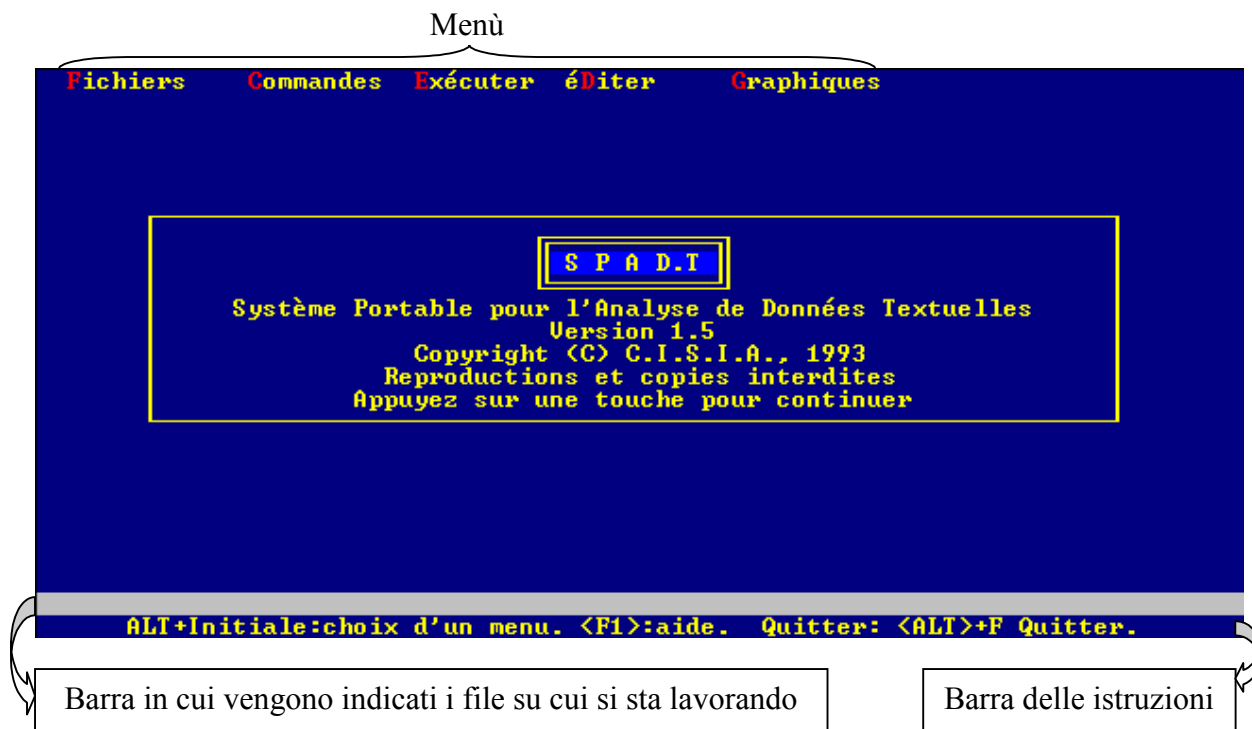 Menù
Fichiers Commandes Exécuter éDiter Graphiques
S P A D.T
Système Portable pour l'Analyse de Données Textuelles
Version 1.5
Copyright (C) C.I.S.I.A., 1993
Reproductions et copies interdites
Appuyez sur une touche pour continuer
ALT+Initiale:choix d'un menu. <F1>:aide. Quitter: <ALT>+F Quitter.
Barra in cui vengono indicati i file su cui si sta lavorando
Barra delle istruzioni